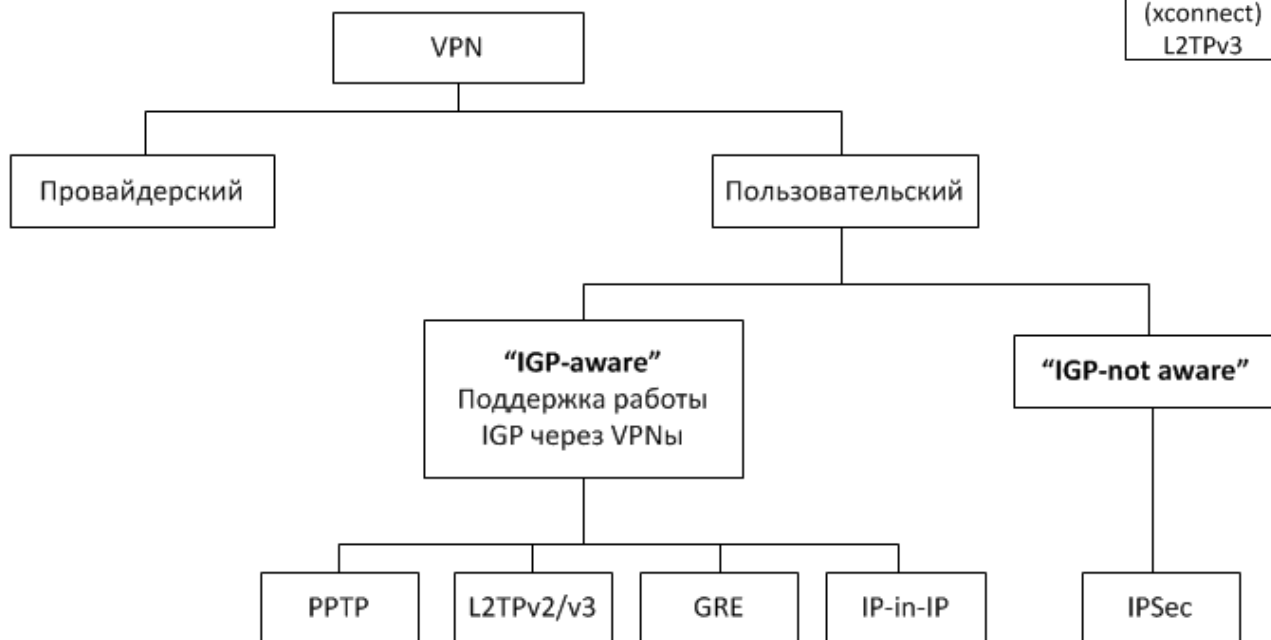 (xconnect)
L2TPv3
VPN
Провайдерский
Пользовательский
“IGP-aware”
Поддержка работы
IGP через VPNы
“IGP-not aware”
PPTP
L2TPv2/v3
GRE
IP-in-IP
IPSec